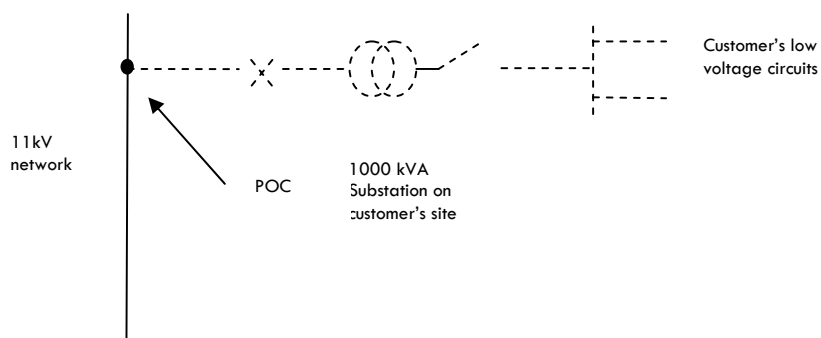 Customer's low
voltage circuits
11kV
network
POC
1000 kVA
Substation on
customer's site